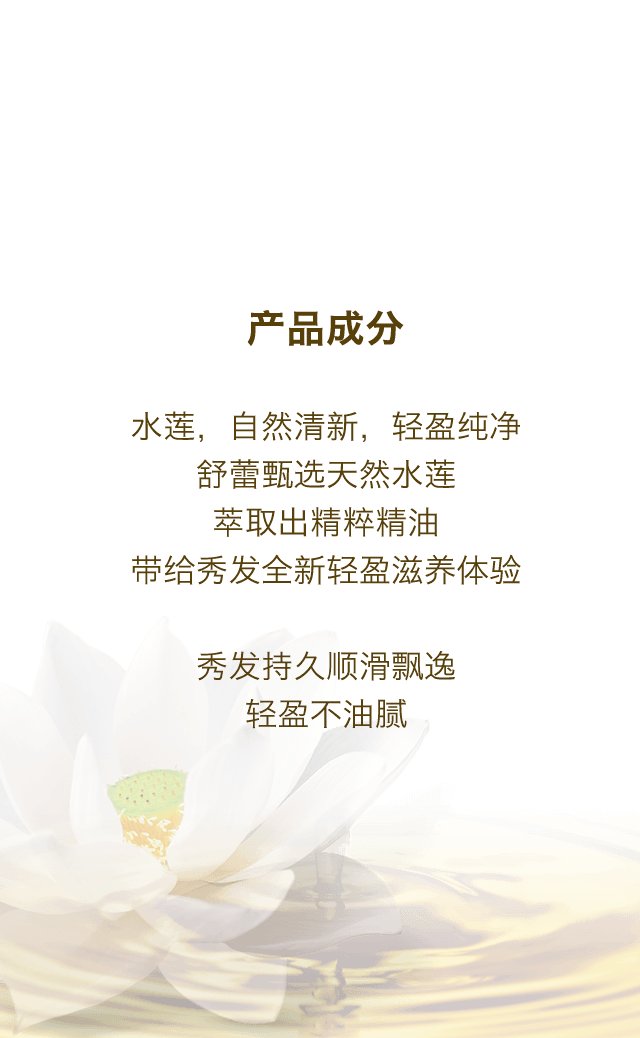 产品成分
水莲，自然清新，轻盈纯净
舒蕾甄选天然水莲
萃取出精粹精油
带给秀发全新轻盈滋养体验
秀发持久顺滑飘逸
轻盈不油腻